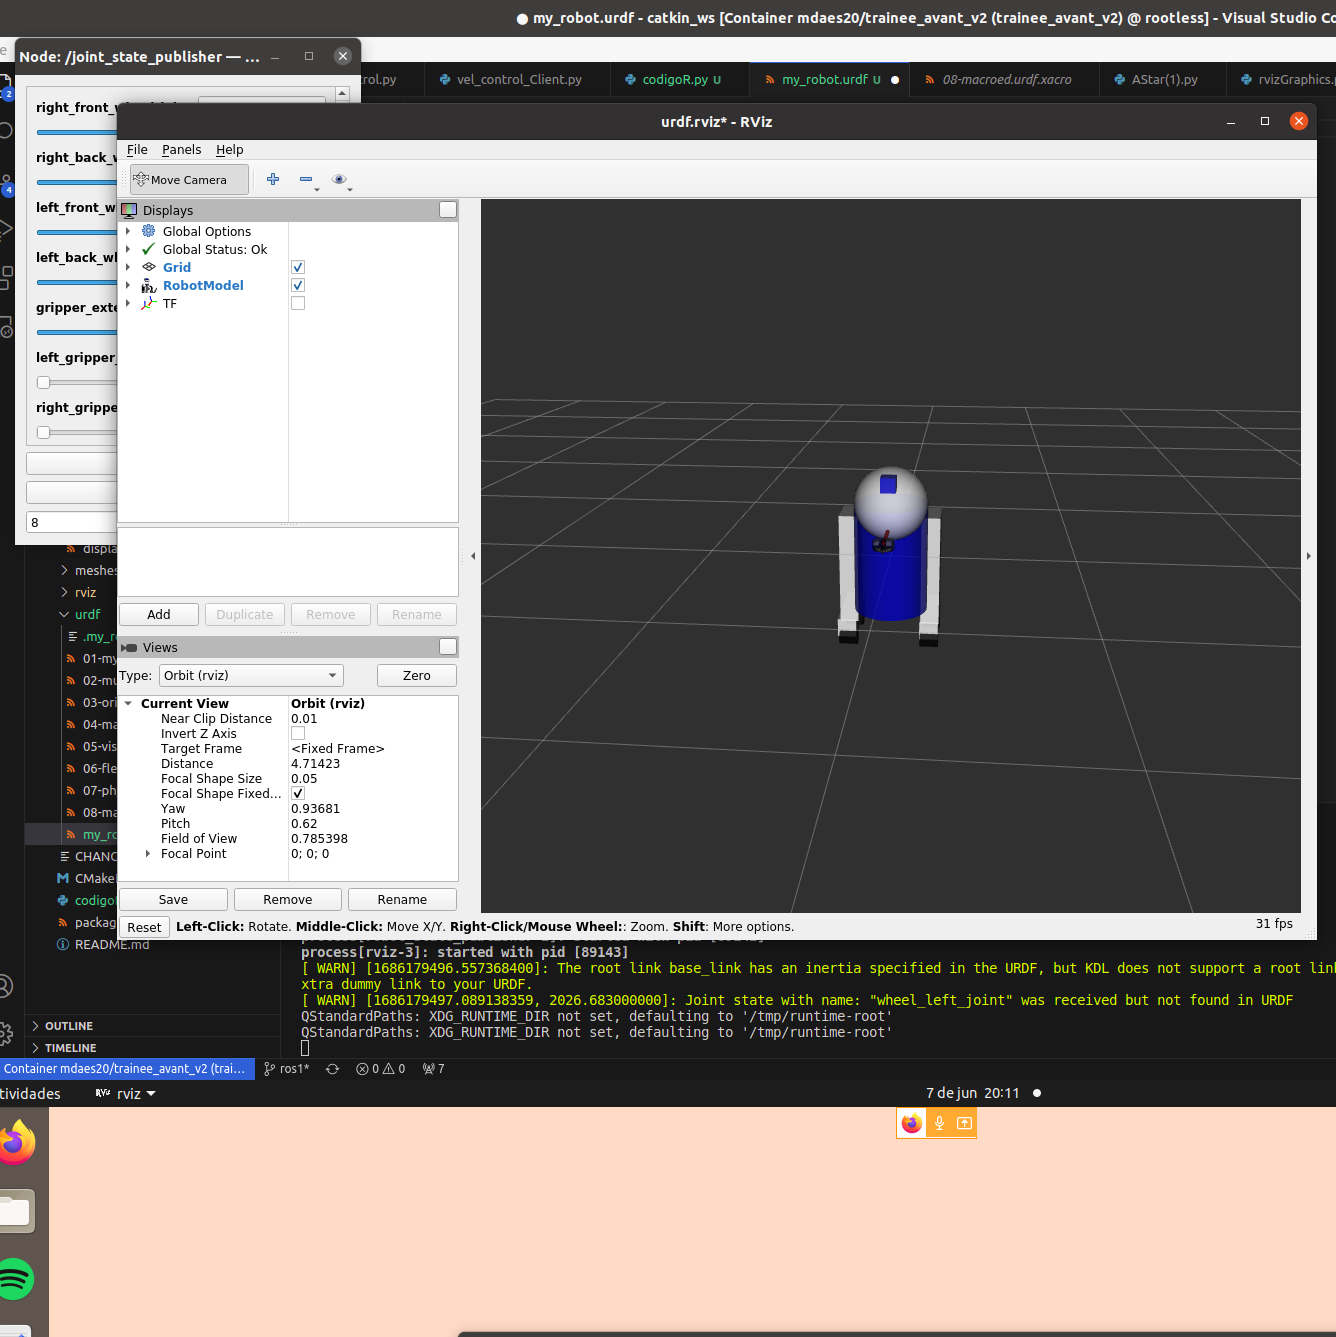 my_robot.urdf - catkin_ws [Container mdaes20/trainee_avant_v2 (trainee_avant_v2) @ rootless] - Visual Studio Co
Node: /joint_state_publisher — ...
rol.py
vel_control_Client.py
codigoR.py U
my_robot.urdf U
08-macroed.urdf.xacro
AStar(1).py
rvizGraphics.
2
4
right_front_w
right_back_w
left_front_w
left_back_wl
gripper_exte
left_gripper_
right_grippe
8
urdf.rviz* - RViz
File Panels Help
Move Camera
Displays
Global Options
Global Status: Ok
Grid
RobotModel
TF
Add Duplicate Remove Rename
Views
Type: Orbit (rviz) Zero
Current View Orbit (rviz)
Near Clip Distance 0.01
Invert Z Axis
Target Frame <Fixed Frame>
Distance 4.71423
Focal Shape Size 0.05
Focal Shape Fixed...
Yaw 0.93681
Pitch 0.62
Field of View 0.785398
Focal Point 0; 0; 0
Save Remove Rename
Reset Left-Click: Rotate. Middle-Click: Move X/Y. Right-Click/Mouse Wheel:: Zoom. Shift: More options. 31 fps
displa
meshes
rviz
urdf
.my_ro
01-my
02-mu
03-ori
04-ma
05-vis
06-fle
07-ph
08-ma
my_ro
CHANG
CMake
codigo
packag
README.md
OUTLINE
TIMELINE
process[rviz-3]: started with pid [89143]
[ WARN] [1686179496.557368400]: The root link base_link has an inertia specified in the URDF, but KDL does not support a root lin
xtra dummy link to your URDF.
[ WARN] [1686179497.089138359, 2026.683000000]: Joint state with name: "wheel_left_joint" was received but not found in URDF
QStandardPaths: XDG_RUNTIME_DIR not set, defaulting to '/tmp/runtime-root'
QStandardPaths: XDG_RUNTIME_DIR not set, defaulting to '/tmp/runtime-root'
Container mdaes20/trainee_avant_v2 (trai... ros1* 0 0 7
tividades rviz 7 de jun 20:11